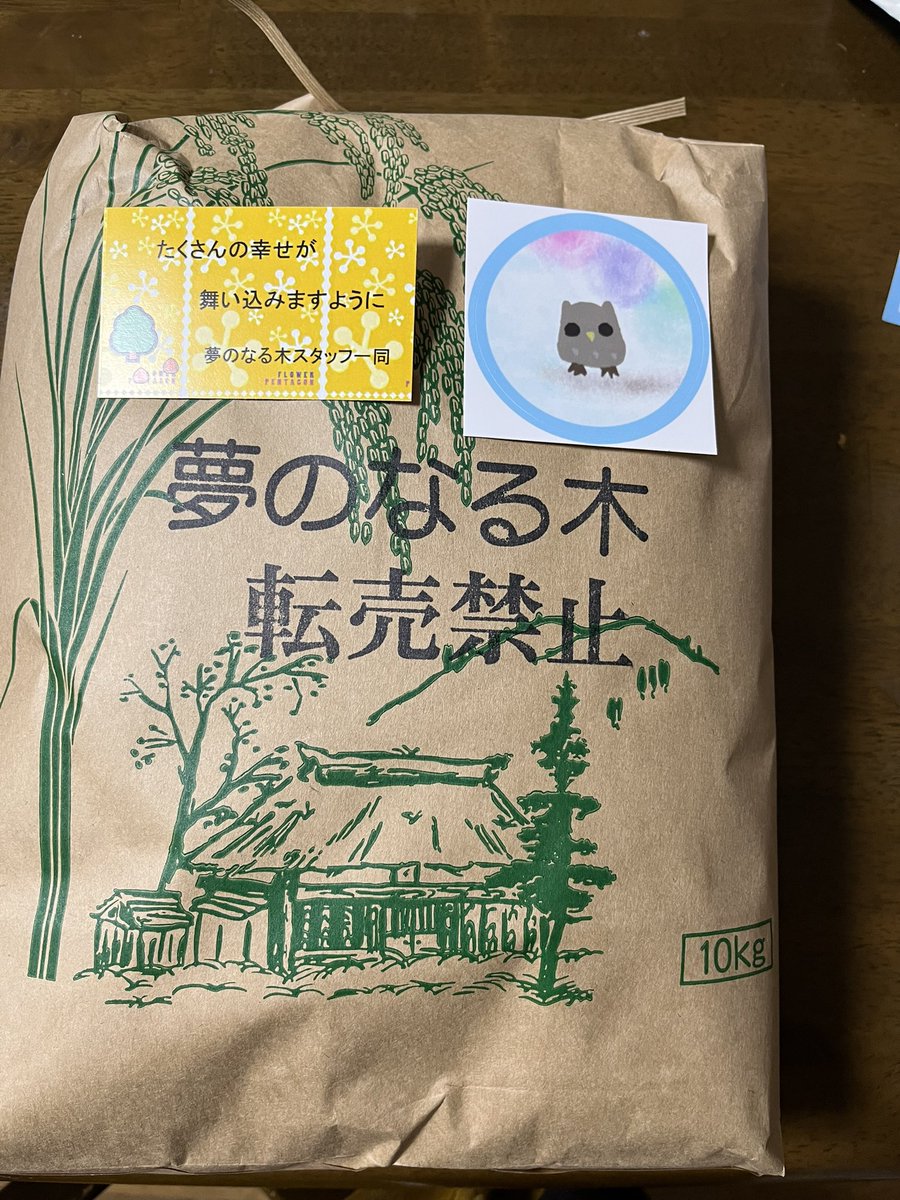 たくさんの幸せが
舞い込みますように
夢のなる木スタッフ一同
FLOWER
PENTAGON
夢のなる木
転売禁止
10kg